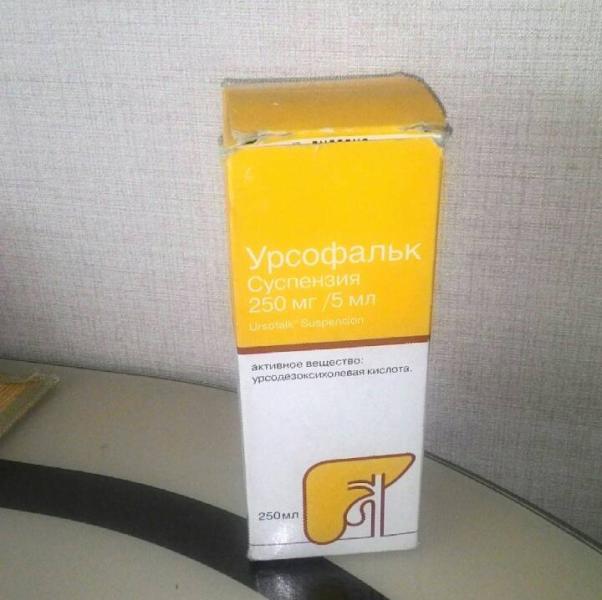 Урсофальк
Суспензия
250 мг /5 мл
Ursofalk® Suspension
активное вещество:
урсодезоксихолевая кислота.
250мл